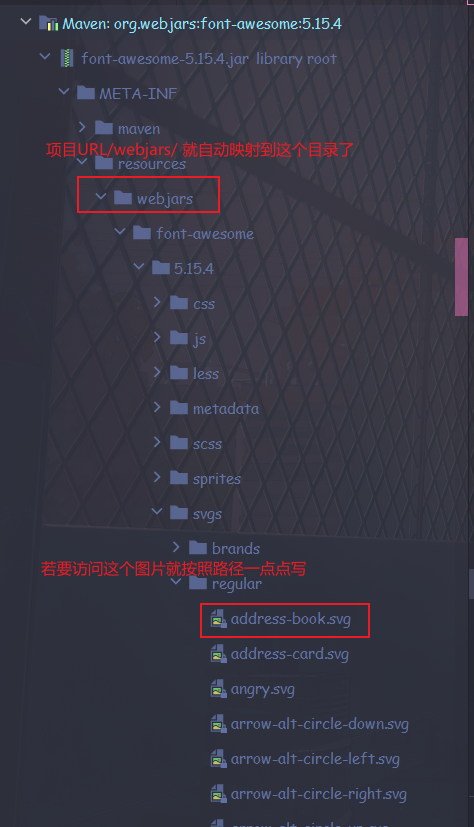 Maven: org.webjars:font-awesome:5.15.4
font-awesome-5.15.4.jar library root
META-INF
maven
项目URL/webjars/ 就自动映射到这个目录了
resources
webjars
font-awesome
5.15.4
css
js
less
metadata
scss
sprites
svgs
brands
若要访问这个图片就按照路径一点点写
regular
address-book.svg
address-card.svg
angry.svg
arrow-alt-circle-down.svg
arrow-alt-circle-left.svg
arrow-alt-circle-right.svg